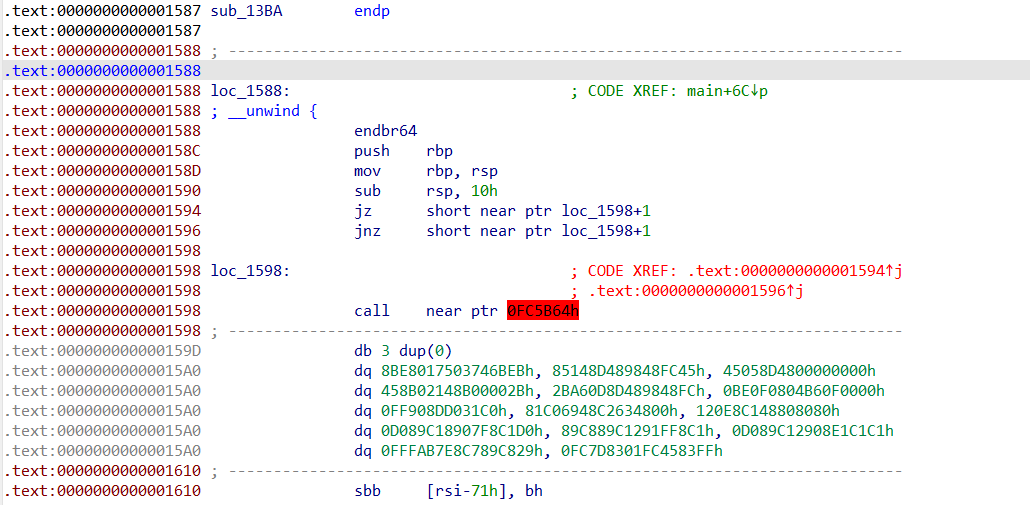 .text:0000000000001587 sub_13BA endp
.text:0000000000001587
.text:0000000000001588 ; ---------------------------------------------------------------------------
.text:0000000000001588
.text:0000000000001588 loc_1588: ; CODE XREF: main+6C↓p
.text:0000000000001588 ; __unwind {
.text:0000000000001588 endbr64
.text:000000000000158C push rbp
.text:000000000000158D mov rbp, rsp
.text:0000000000001590 sub rsp, 10h
.text:0000000000001594 jz short near ptr loc_1598+1
.text:0000000000001596 jnz short near ptr loc_1598+1
.text:0000000000001598
.text:0000000000001598 loc_1598: ; CODE XREF: .text:0000000000001594↑j
.text:0000000000001598 ; .text:0000000000001596↑j
.text:0000000000001598 call near ptr 0FC5B64h
.text:0000000000001598 ; ---------------------------------------------------------------------------
.text:000000000000159D db 3 dup(0)
.text:00000000000015A0 dq 8BE8017503746BEBh, 85148D489848FC45h, 45058D4800000000h
.text:00000000000015A0 dq 458B02148B00002Bh, 2BA60D8D489848FCh, 0BE0F0804B60F0000h
.text:00000000000015A0 dq 0FF908DD031C0h, 81C06948C2634800h, 120E8C148808080h
.text:00000000000015A0 dq 0D089C18907F8C1D0h, 89C889C1291FF8C1h, 0D089C12908E1C1C1h
.text:00000000000015A0 dq 0FFFAB7E8C789C829h, 0FC7D8301FC4583FFh
.text:0000000000001610 ; ---------------------------------------------------------------------------
.text:0000000000001610 sbb [rsi-71h], bh